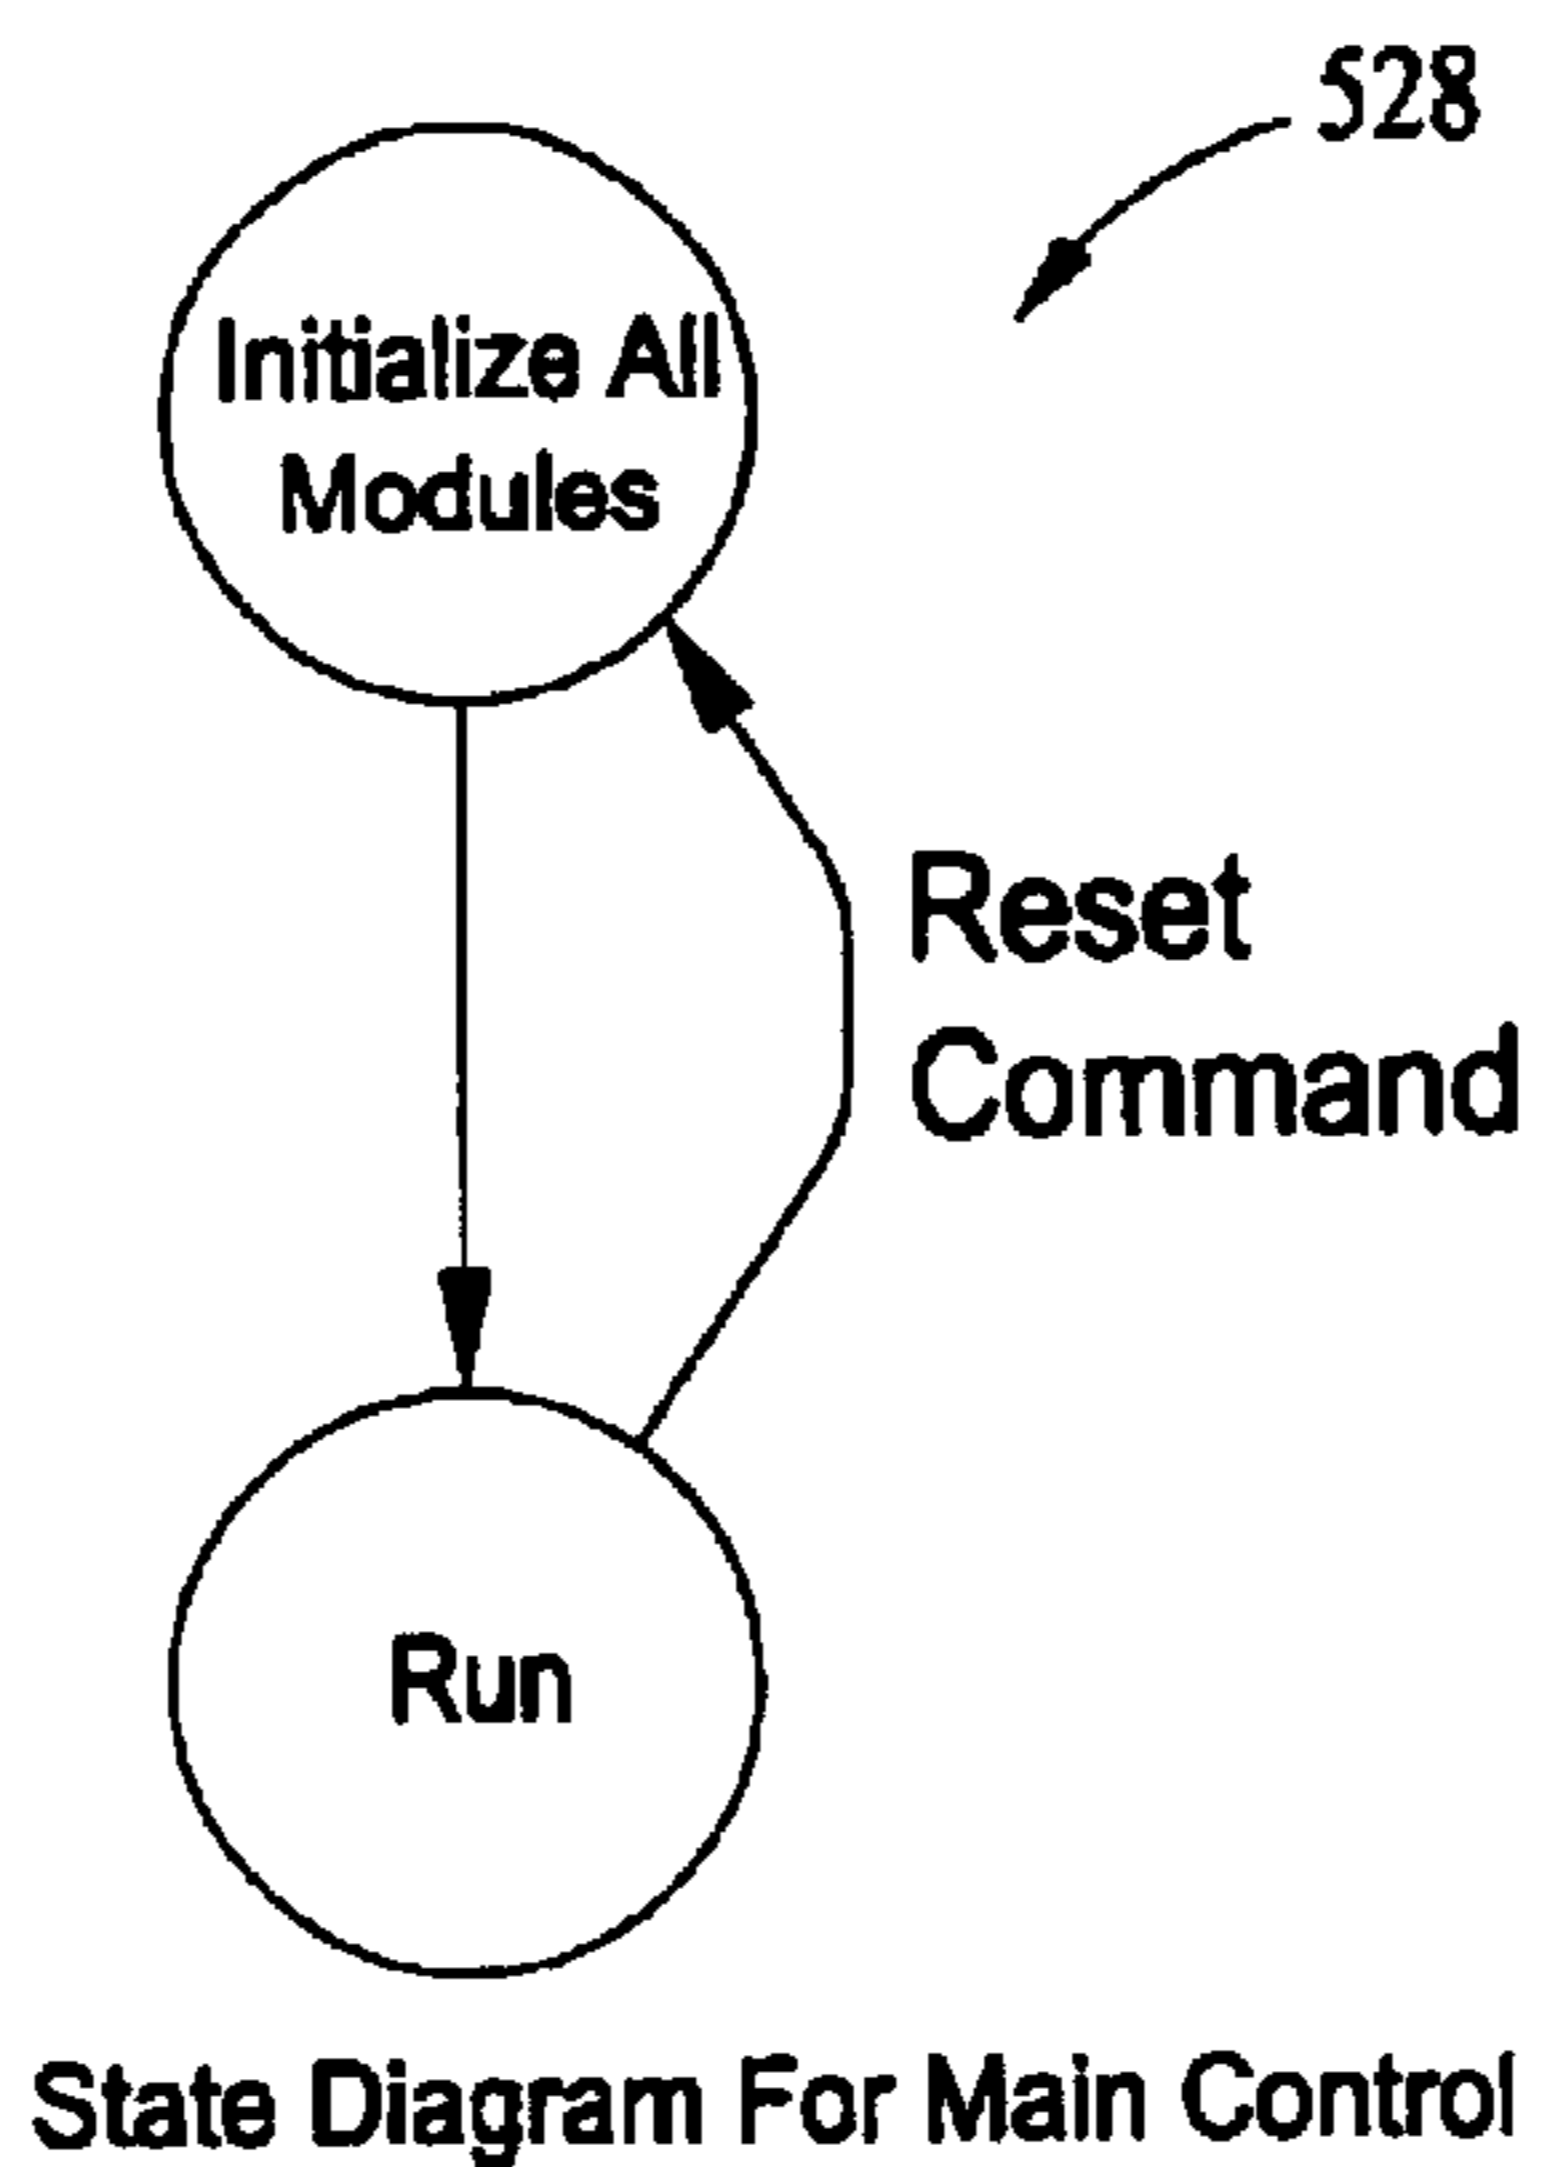 528
Initialize All
Modules
Reset
Command
Run
State Diagram For Main Control